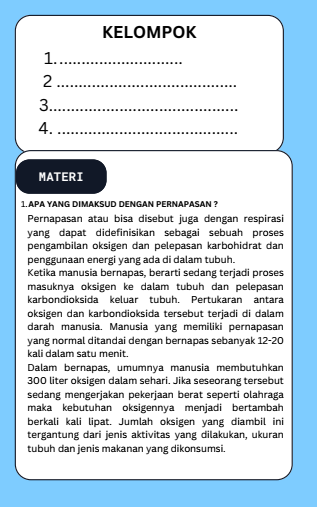 KELOMPOK
1. ...........................
2 .......................................
3.........................................
4. .......................................
MATERI
1.APA YANG DIMAKSUD DENGAN PERNAPASAN ?
Pernapasan atau bisa disebut juga dengan respirasi
yang dapat didefinisikan sebagai sebuah proses
pengambilan oksigen dan pelepasan karbohidrat dan
penggunaan energi yang ada di dalam tubuh.
Ketika manusia bernapas, berarti sedang terjadi proses
masuknya oksigen ke dalam tubuh dan pelepasan
karbondioksida keluar tubuh. Pertukaran antara
oksigen dan karbondioksida tersebut terjadi di dalam
darah manusia. Manusia yang memiliki pernapasan
yang normal ditandai dengan bernapas sebanyak 12-20
kali dalam satu menit.
Dalam bernapas, umumnya manusia membutuhkan
300 liter oksigen dalam sehari. Jika seseorang tersebut
sedang mengerjakan pekerjaan berat seperti olahraga
maka kebutuhan oksigennya menjadi bertambah
berkali kali lipat. Jumlah oksigen yang diambil ini
tergantung dari jenis aktivitas yang dilakukan, ukuran
tubuh dan jenis makanan yang dikonsumsi.